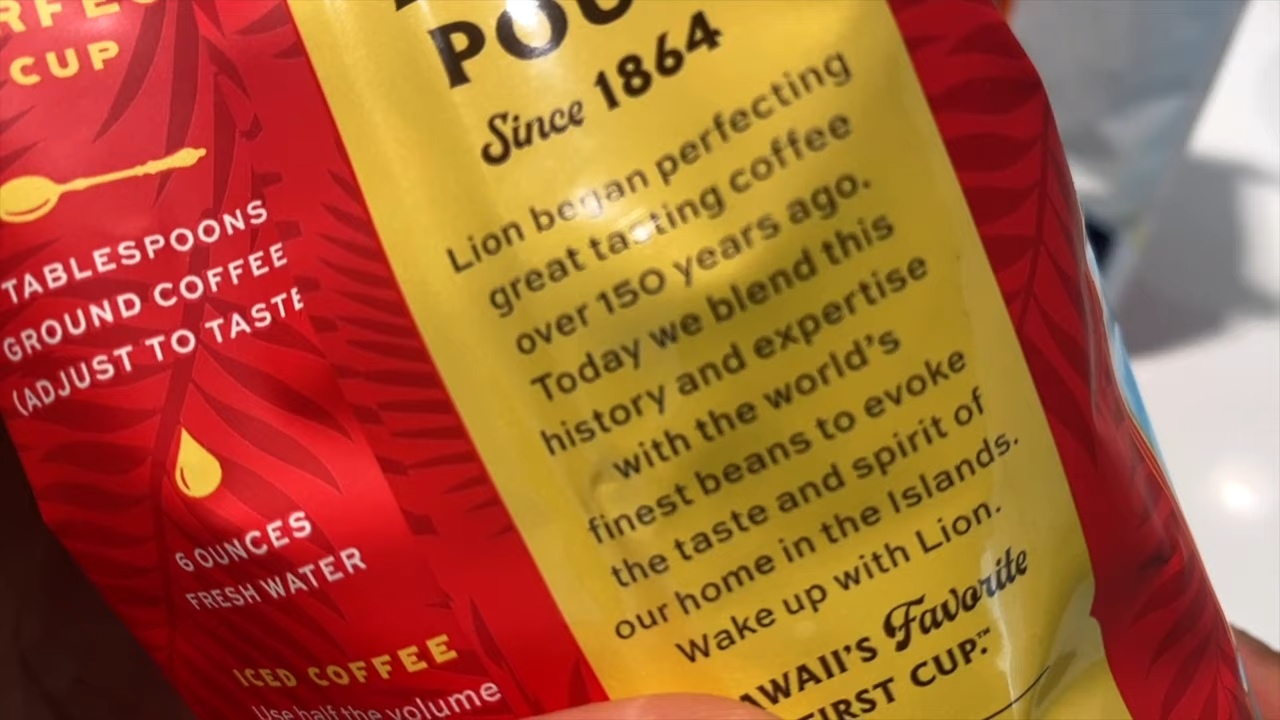 CUP
TABLESPOONS
GROUND COFFEE
(ADJUST TO TASTE
6 OUNCES
FRESH WATER
ICED COFFEE
Use half the volume
POU
Since 1864
Lion began perfecting
great tasting coffee
over 150 years ago.
Today we blend this
history and expertise
with the world's
finest beans to evoke
the taste and spirit of
our home in the Islands.
Wake up with Lion.
AWAII'S Favorite
FIRST CUP.™